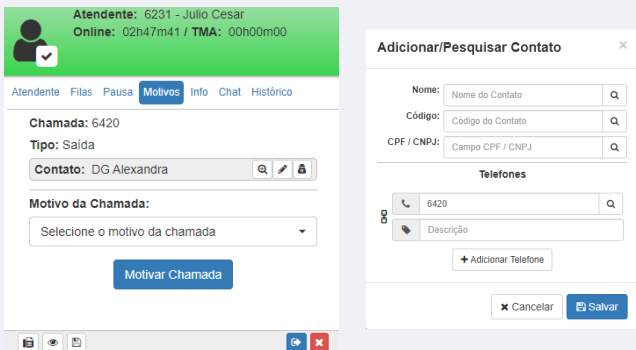 Atendente: 6231 - Julio Cesar
Online: 02h47m41 / TMA: 00h00m00
Atendente Filas Pausa Motivos Info Chat Histórico
Chamada: 6420
Tipo: Saída
Contato: DG Alexandra
Motivo da Chamada:
Selecione o motivo da chamada
Motivar Chamada
Adicionar/Pesquisar Contato ×
Nome: Nome do Contato
Código: Código do Contato
CPF / CNPJ: Campo CPF / CNPJ
Telefones
6420
Descrição
+ Adicionar Telefone
× Cancelar Salvar